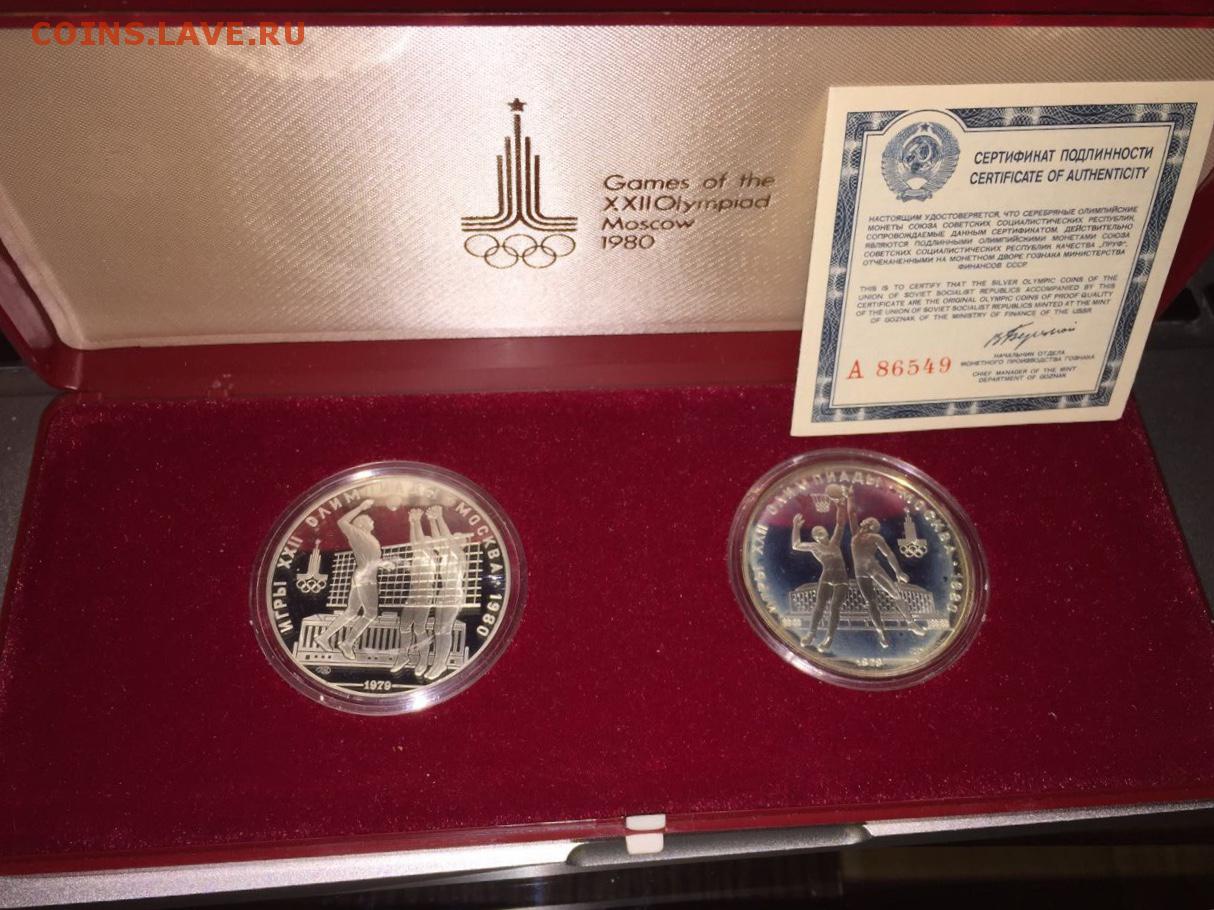 COINS.LAVE.RU
Games of the
XXII Olympiad
Moscow
1980
СЕРТИФИКАТ ПОДЛИННОСТИ
CERTIFICATE OF AUTHENTICITY
НАСТОЯЩИМ УДОСТОВЕРЯЕТСЯ, ЧТО СЕРЕБРЯНЫЕ ОЛИМПИЙСКИЕ
МОНЕТЫ СОЮЗА СОВЕТСКИХ СОЦИАЛИСТИЧЕСКИХ РЕСПУБЛИК,
СОПРОВОЖДАЕМЫЕ ДАННЫМ СЕРТИФИКАТОМ, ДЕЙСТВИТЕЛЬНО
ЯВЛЯЮТСЯ ПОДЛИННЫМИ ОЛИМПИЙСКИМИ МОНЕТАМИ СОЮЗА
СОВЕТСКИХ СОЦИАЛИСТИЧЕСКИХ РЕСПУБЛИК КАЧЕСТВА „ПРУФ",
ОТЧЕКАНЕННЫМИ НА МОНЕТНОМ ДВОРЕ ГОЗНАКА МИНИСТЕРСТВА
ФИНАНСОВ СССР
THIS IS TO CERTIFY THAT THE SILVER OLYMPIC COINS OF THE
UNION OF SOVIET SOCIALIST REPUBLICS ACCOMPANIED BY THIS
CERTIFICATE ARE THE ORIGINAL OLYMPIC COINS OF PROOF QUALITY
OF THE UNION OF SOVIET SOCIALIST REPUBLICS MINTED AT THE MINT
OF GOZNAK OF THE MINISTRY OF FINANCE OF THE USSR
НАЧАЛЬНИК ОТДЕЛА
МОНЕТНОГО ПРОИЗВОДСТВА ГОЗНАКА
A 86549
CHIEF MANAGER OF THE MINT
DEPARTMENT OF GOZNAK
ИГРЫ XXII ОЛИМПИАДЫ • МОСКВА • 1980
1979
ИГРЫ XXII ОЛИМПИАДЫ • МОСКВА • 1980
1979